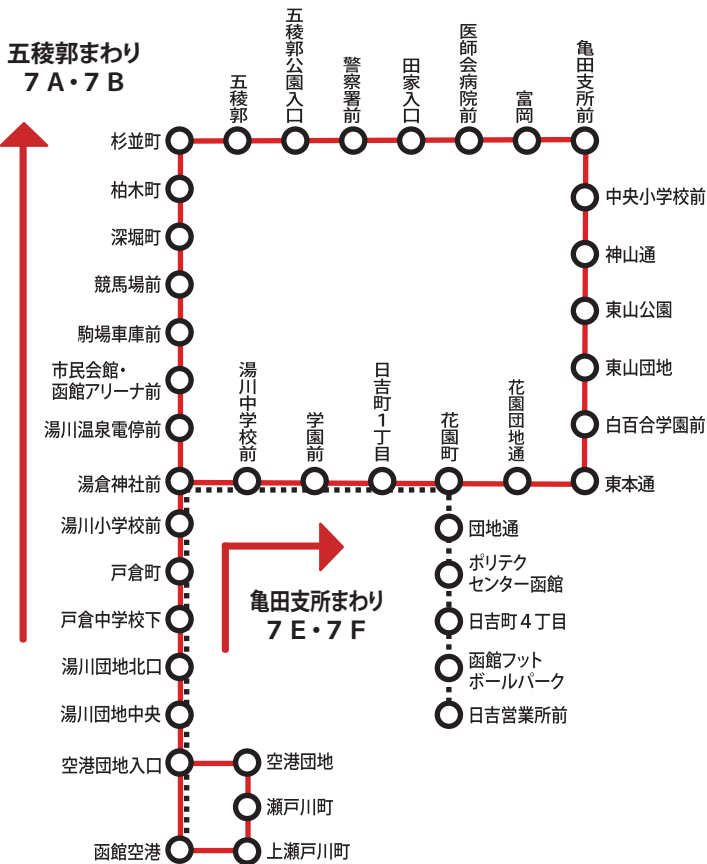 五稜郭まわり
７Ａ・７Ｂ
五稜郭
五稜郭公園入口
警察署前
田家入口
医師会病院前
富岡
亀田支所前
杉並町
柏木町
深堀町
競馬場前
駒場車庫前
市民会館・
函館アリーナ前
湯川温泉電停前
湯倉神社前
湯川小学校前
戸倉町
戸倉中学校下
湯川団地北口
湯川団地中央
空港団地入口
函館空港
中央小学校前
神山通
東山公園
東山団地
白百合学園前
東本通
湯川中学校前
学園前
日吉町１丁目
花園町
花園団地通
亀田支所まわり
７Ｅ・７Ｆ
団地通
ポリテク
センター函館
日吉町４丁目
函館フット
ボールパーク
日吉営業所前
空港団地
瀬戸川町
上瀬戸川町